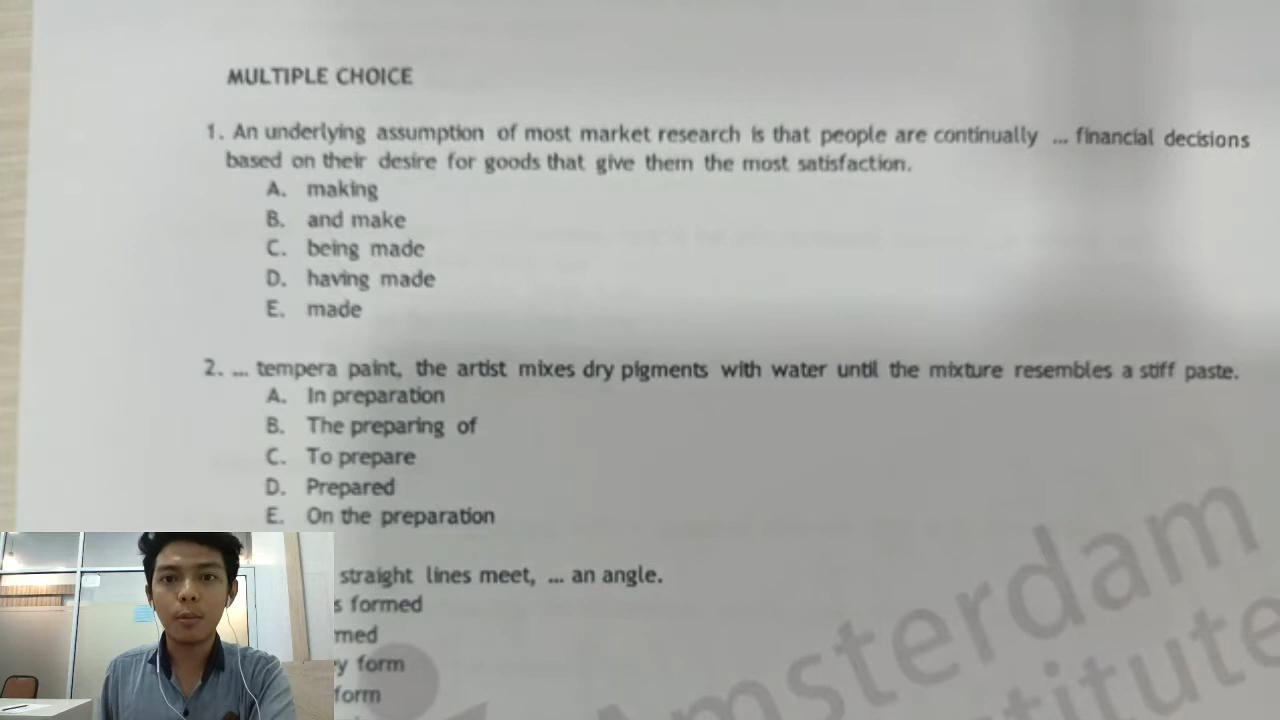 MULTIPLE CHOICE
1. An underlying assumption of most market research is that people are continually ... financial decisions
based on their desire for goods that give them the most satisfaction.
A. making
B. and make
C. being made
D. having made
E. made
2. ... tempera paint, the artist mixes dry pigments with water until the mixture resembles a stiff paste.
A. In preparation
B. The preparing of
C. To prepare
D. Prepared
E. On the preparation
straight lines meet, ... an angle.
formed
form
form
Amsterdam